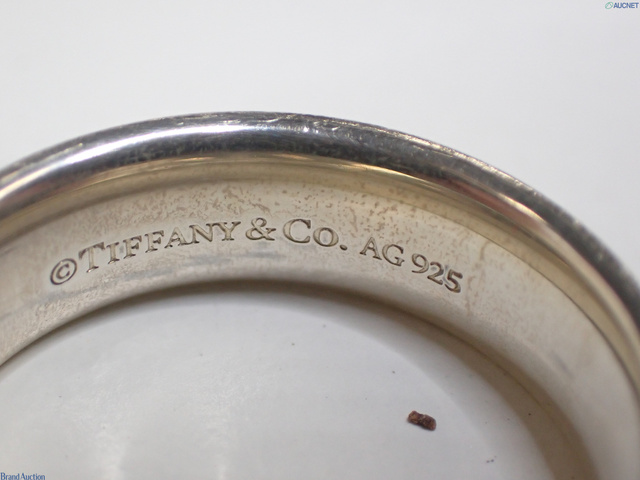 AUCNET
©TIFFANY & CO. AG 925
Brand Auction